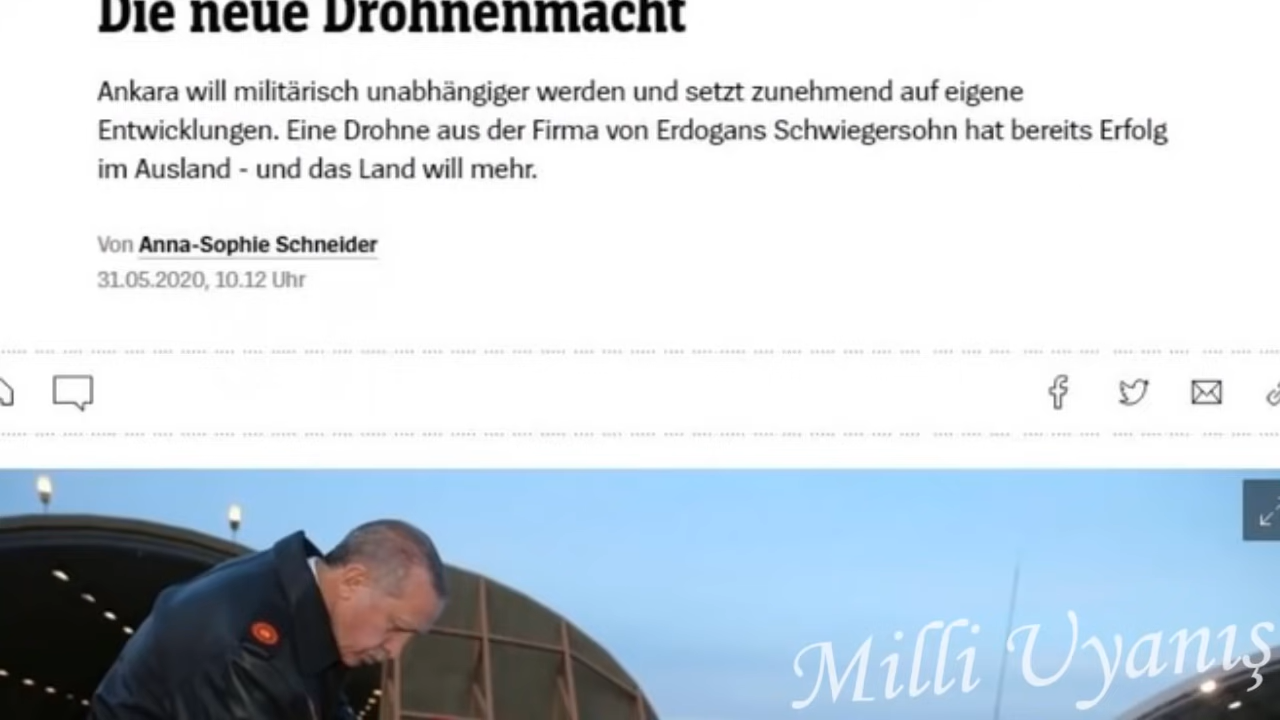 Die neue Drohnenmacht
Ankara will militärisch unabhängiger werden und setzt zunehmend auf eigene
Entwicklungen. Eine Drohne aus der Firma von Erdogans Schwiegersohn hat bereits Erfolg
im Ausland - und das Land will mehr.
Von Anna-Sophie Schneider
31.05.2020, 10.12 Uhr
Milli Uyanış